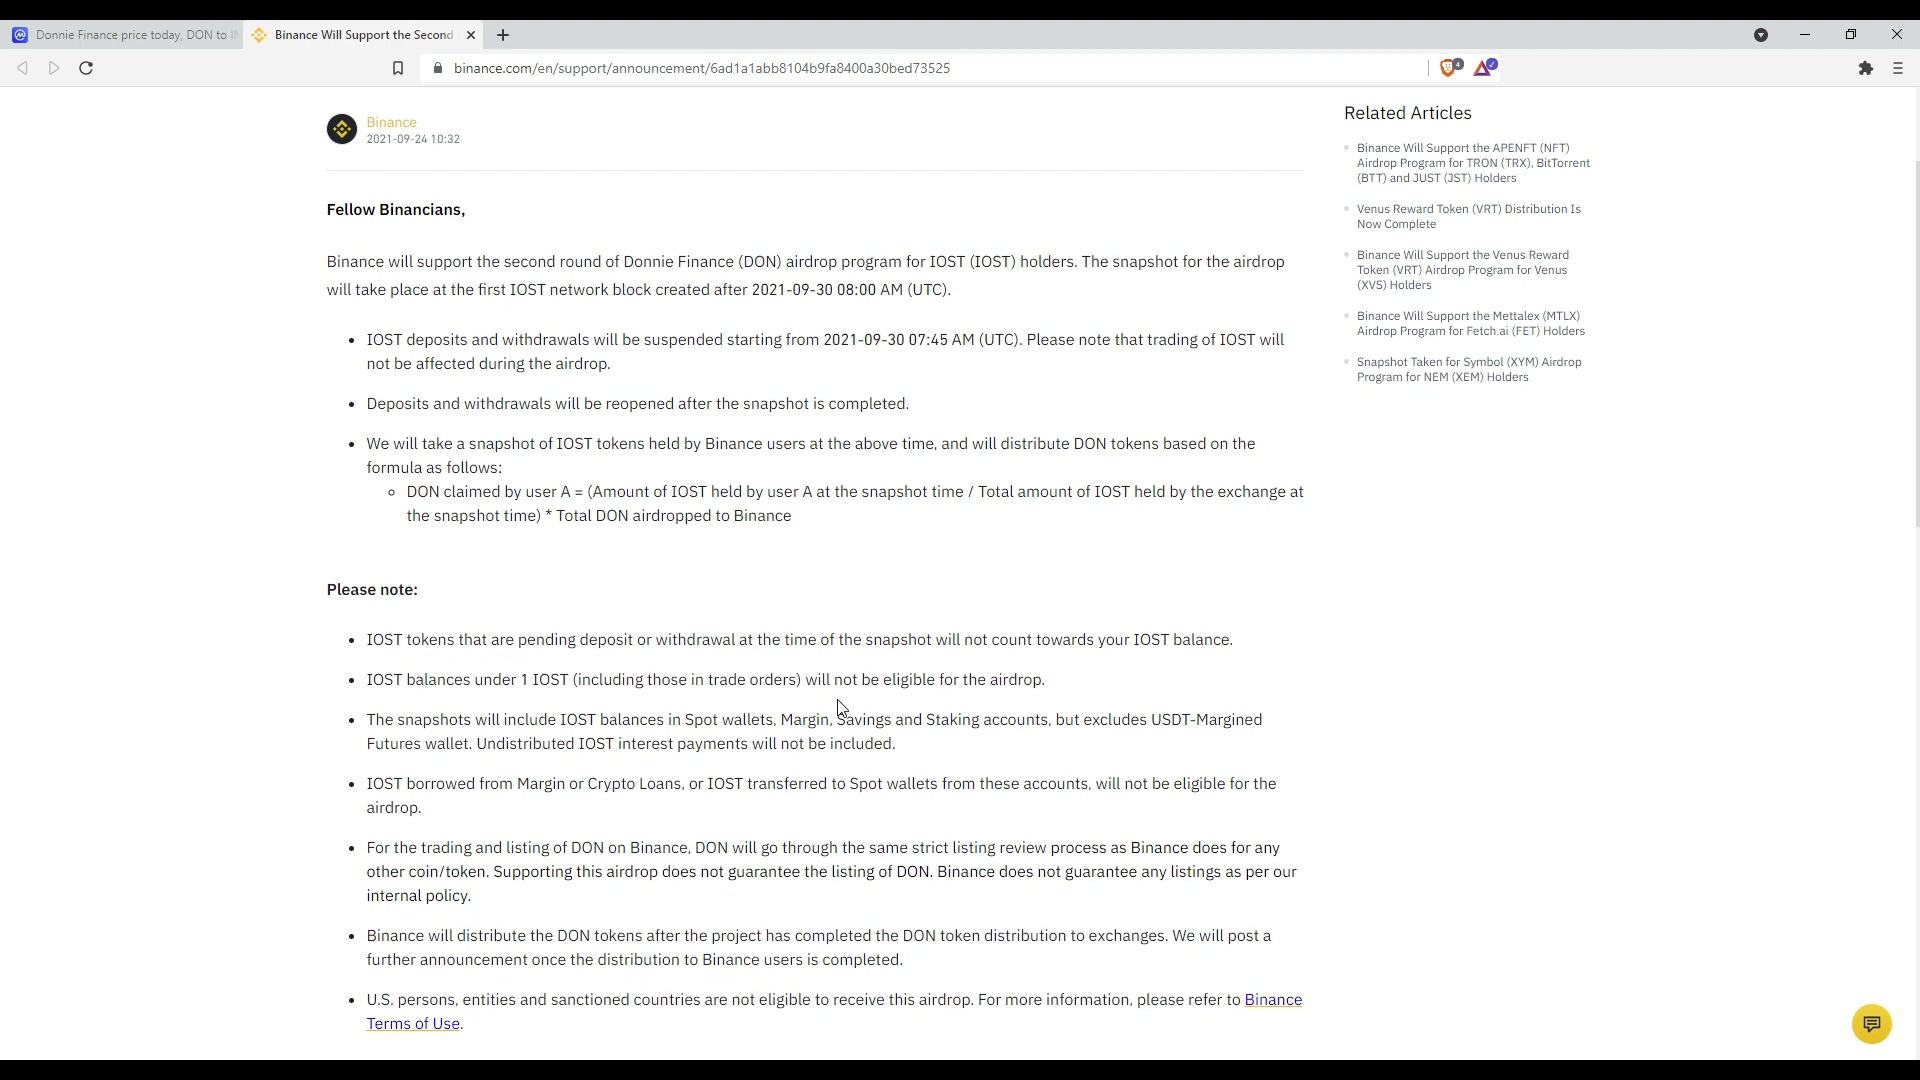 Donnie Finance price today, DON to
Binance Will Support the Second
binance.com/en/support/announcement/6ad1a1abb8104b9fa8400a30bed73525
4
Binance
2021-09-24 10:32
Fellow Binancians,
Binance will support the second round of Donnie Finance (DON) airdrop program for IOST (IOST) holders. The snapshot for the airdrop
will take place at the first IOST network block created after 2021-09-30 08:00 AM (UTC).
• IOST deposits and withdrawals will be suspended starting from 2021-09-30 07:45 AM (UTC). Please note that trading of IOST will
not be affected during the airdrop.
• Deposits and withdrawals will be reopened after the snapshot is completed.
• We will take a snapshot of IOST tokens held by Binance users at the above time, and will distribute DON tokens based on the
formula as follows:
◦ DON claimed by user A = (Amount of IOST held by user A at the snapshot time / Total amount of IOST held by the exchange at
the snapshot time) * Total DON airdropped to Binance
Please note:
• IOST tokens that are pending deposit or withdrawal at the time of the snapshot will not count towards your IOST balance.
• IOST balances under 1 IOST (including those in trade orders) will not be eligible for the airdrop.
• The snapshots will include IOST balances in Spot wallets, Margin, Savings and Staking accounts, but excludes USDT-Margined
Futures wallet. Undistributed IOST interest payments will not be included.
• IOST borrowed from Margin or Crypto Loans, or IOST transferred to Spot wallets from these accounts, will not be eligible for the
airdrop.
• For the trading and listing of DON on Binance, DON will go through the same strict listing review process as Binance does for any
other coin/token. Supporting this airdrop does not guarantee the listing of DON. Binance does not guarantee any listings as per our
internal policy.
• Binance will distribute the DON tokens after the project has completed the DON token distribution to exchanges. We will post a
further announcement once the distribution to Binance users is completed.
• U.S. persons, entities and sanctioned countries are not eligible to receive this airdrop. For more information, please refer to Binance
Terms of Use.
Related Articles
Binance Will Support the APENFT (NFT)
Airdrop Program for TRON (TRX), BitTorrent
(BTT) and JUST (JST) Holders
Venus Reward Token (VRT) Distribution Is
Now Complete
Binance Will Support the Venus Reward
Token (VRT) Airdrop Program for Venus
(XVS) Holders
Binance Will Support the Mettalex (MTLX)
Airdrop Program for Fetch.ai (FET) Holders
Snapshot Taken for Symbol (XYM) Airdrop
Program for NEM (XEM) Holders